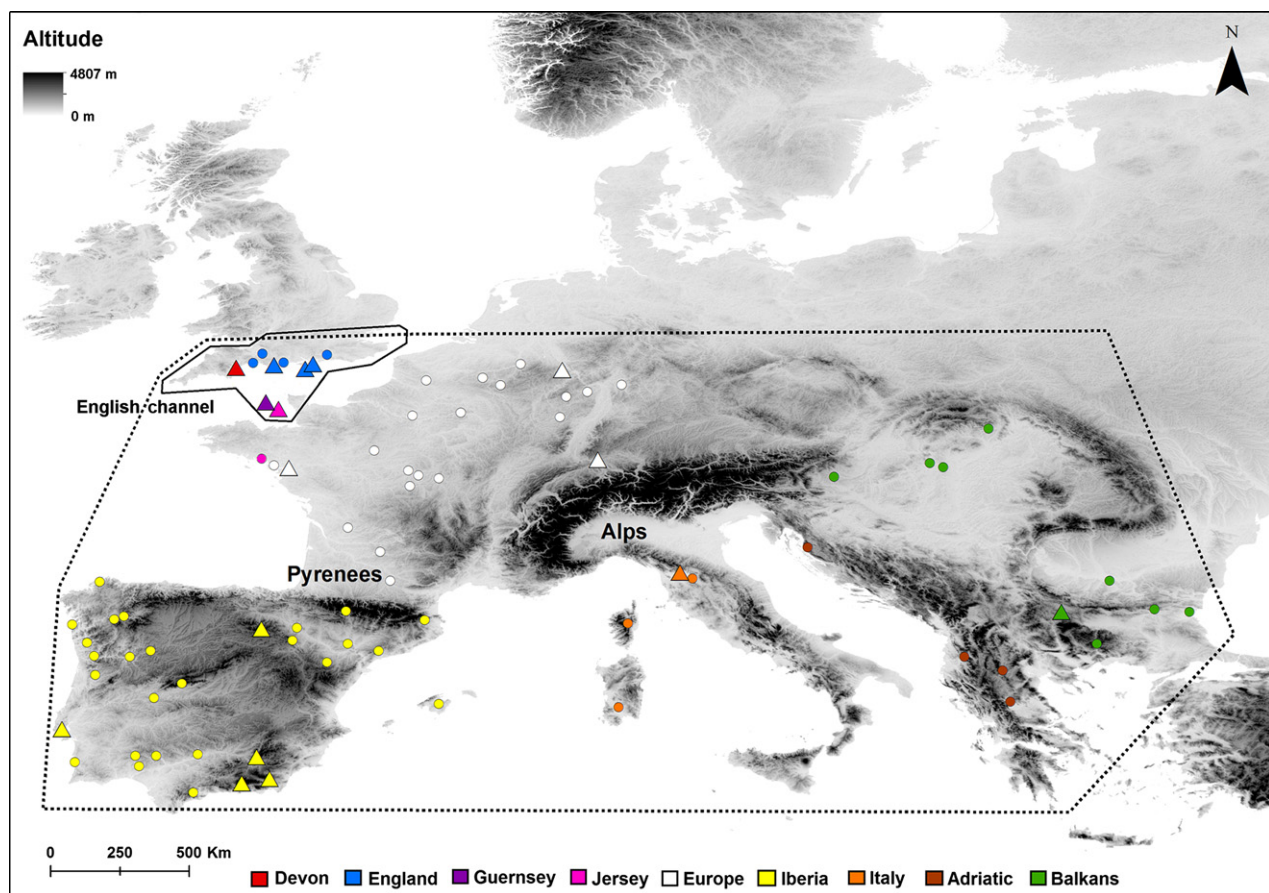 Altitude
4807 m
0 m
N
English channel
Alps
Pyrenees
0 250 500 Km
Devon England Guernsey Jersey Europe Iberia Italy Adriatic Balkans